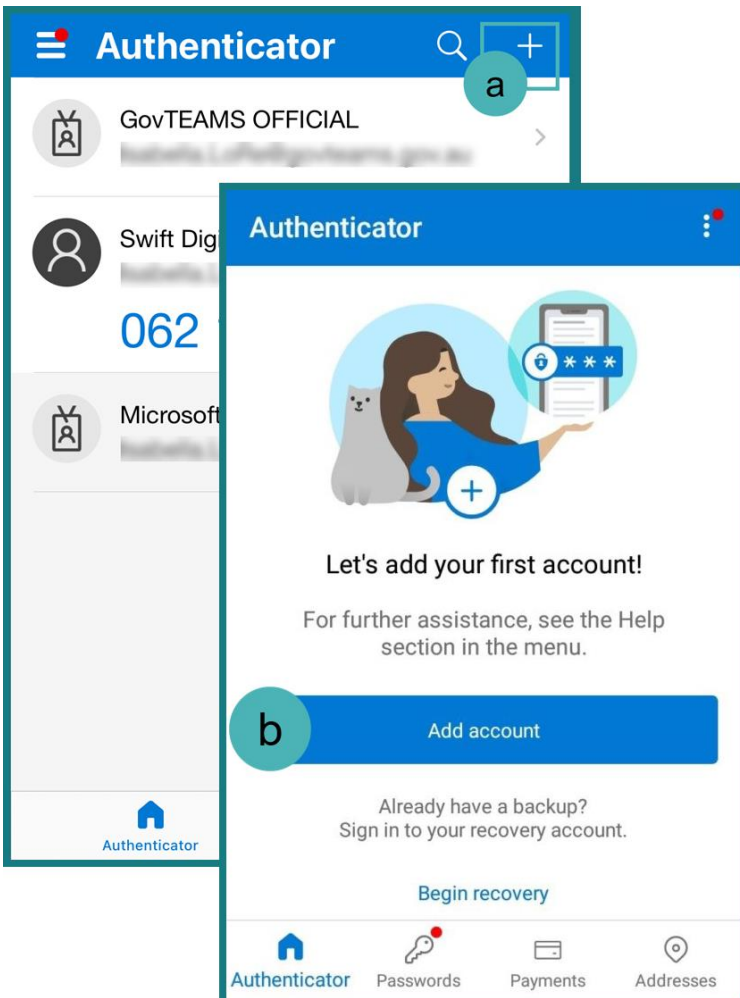 Authenticator
a
GovTEAMS OFFICIAL
Swift Digi
062
Microsoft
Authenticator
Authenticator
* * *
Let's add your first account!
For further assistance, see the Help
section in the menu.
b
Add account
Already have a backup?
Sign in to your recovery account.
Begin recovery
Authenticator Passwords Payments Addresses